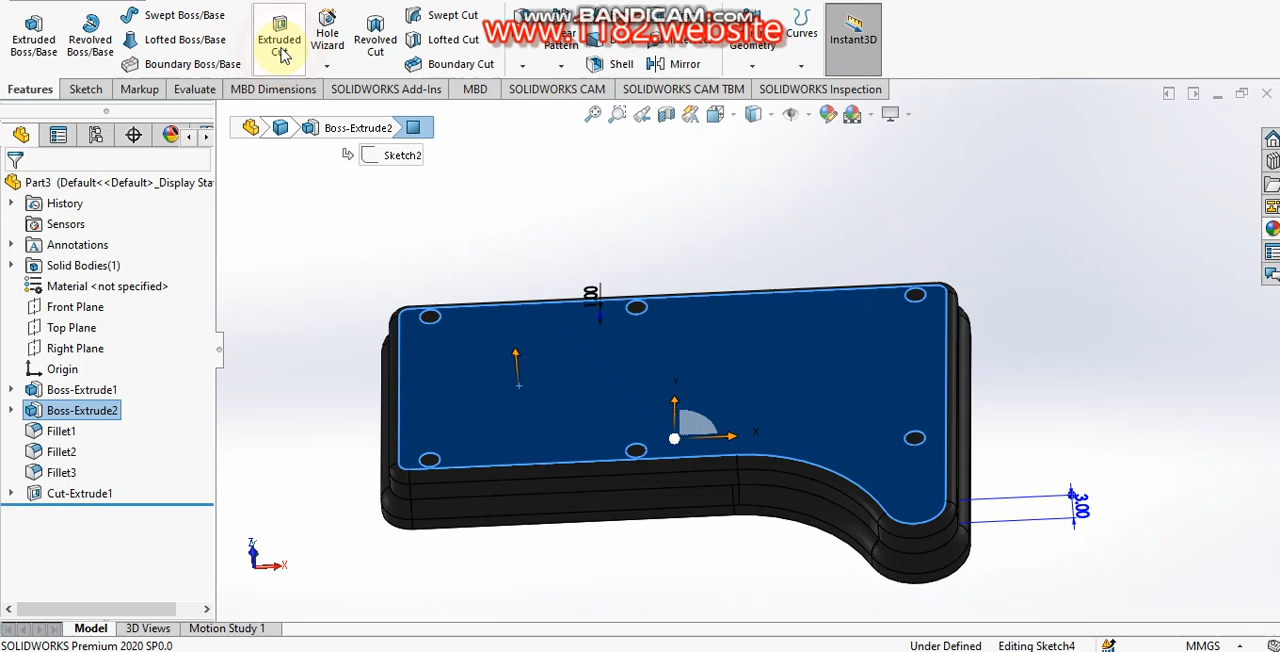 www.BANDICAM.com
www.1182.website
Extruded Boss/Base
Revolved Boss/Base
Swept Boss/Base
Lofted Boss/Base
Boundary Boss/Base
Extruded Cut
Hole Wizard
Revolved Cut
Swept Cut
Lofted Cut
Boundary Cut
Pattern
Shell
Mirror
Geometry
Curves
Instant3D
Features
Sketch
Markup
Evaluate
MBD Dimensions
SOLIDWORKS Add-Ins
MBD
SOLIDWORKS CAM
SOLIDWORKS CAM TBM
SOLIDWORKS Inspection
Boss-Extrude2
Sketch2
Part3 (Default<<Default>_Display Sta
History
Sensors
Annotations
Solid Bodies(1)
Material <not specified>
Front Plane
Top Plane
Right Plane
Origin
Boss-Extrude1
Boss-Extrude2
Fillet1
Fillet2
Fillet3
Cut-Extrude1
Y
X
3.00
Z
X
Model
3D Views
Motion Study 1
SOLIDWORKS Premium 2020 SP0.0
Under Defined
Editing Sketch4
MMGS